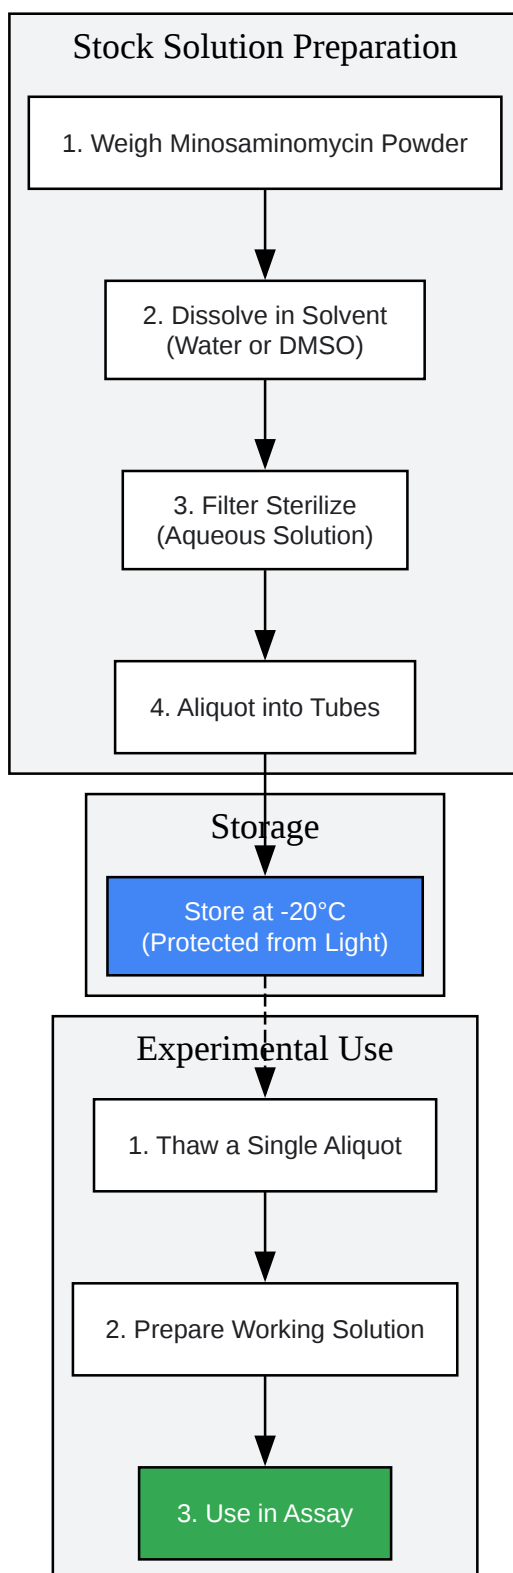 Stock Solution Preparation
1. Weigh Minosaminomycin Powder
2. Dissolve in Solvent
(Water or DMSO)
3. Filter Sterilize
(Aqueous Solution)
4. Aliquot into Tubes
Storage
Store at -20°C
(Protected from Light)
Experimental Use
1. Thaw a Single Aliquot
2. Prepare Working Solution
3. Use in Assay